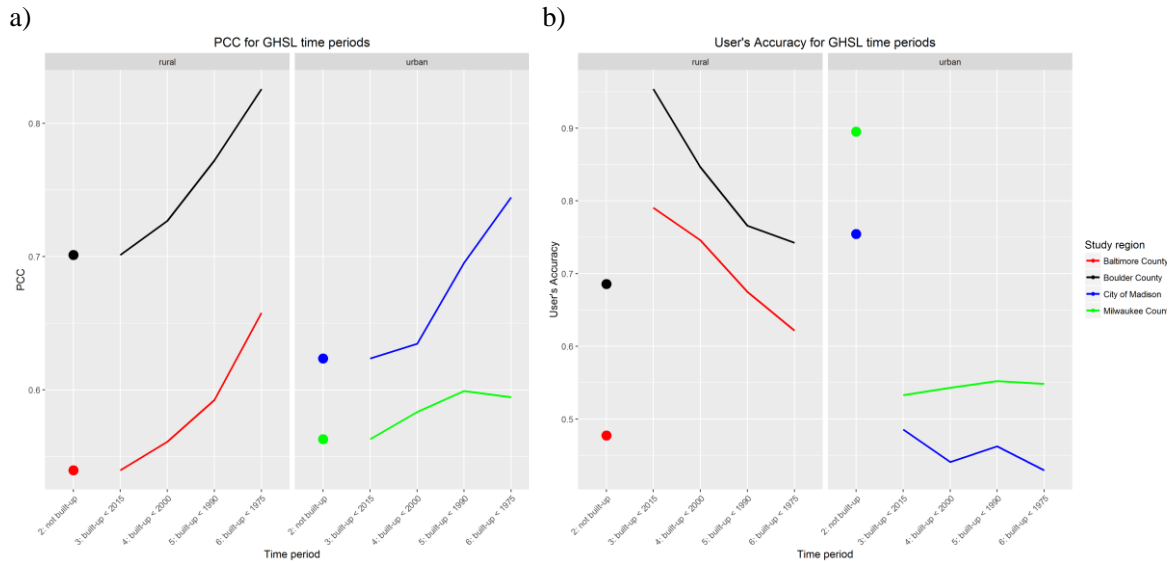 a)
PCC for GHSL time periods
rural
urban
PCC
0.8
0.7
0.6
2: not built-up
3: built-up < 2015
4: built-up < 2000
5: built-up < 1990
6: built-up < 1975
2: not built-up
3: built-up < 2015
4: built-up < 2000
5: built-up < 1990
6: built-up < 1975
Time period
b)
User's Accuracy for GHSL time periods
rural
urban
User's Accuracy
0.9
0.8
0.7
0.6
0.5
2: not built-up
3: built-up < 2015
4: built-up < 2000
5: built-up < 1990
6: built-up < 1975
2: not built-up
3: built-up < 2015
4: built-up < 2000
5: built-up < 1990
6: built-up < 1975
Time period
Study region
Baltimore County
Boulder County
City of Madison
Milwaukee Count